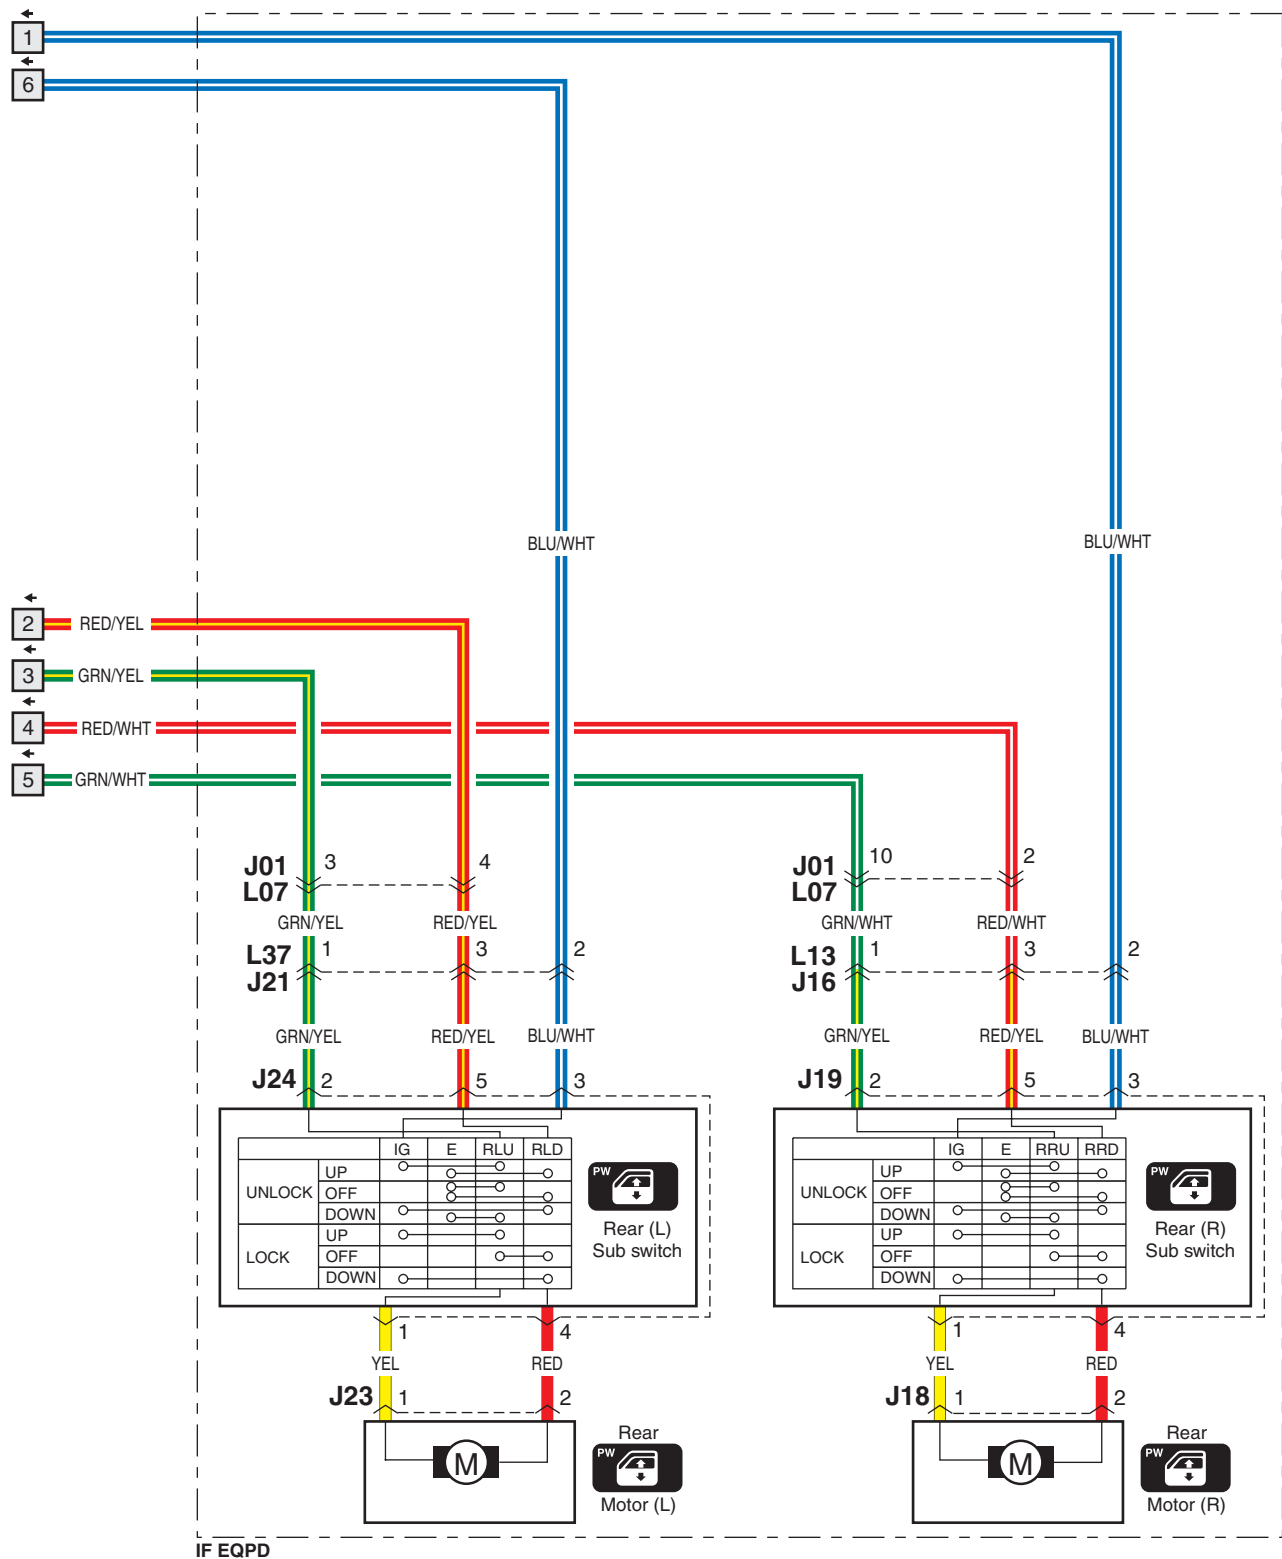 1
6
BLU/WHT BLU/WHT
2 RED/YEL
3 GRN/YEL
4 RED/WHT
5 GRN/WHT
J01 3 4 J01 10 2
L07 L07
GRN/YEL RED/YEL GRN/WHT RED/WHT
L37 1 3 2 L13 1 3 2
J21 J16
GRN/YEL RED/YEL BLU/WHT GRN/YEL RED/YEL BLU/WHT
J24 2 5 3 J19 2 5 3
IG E RLU RLD IG E RRU RRD
UP UP
UNLOCK OFF UNLOCK OFF
DOWN DOWN
UP UP
LOCK OFF LOCK OFF
DOWN DOWN
PW PW
Rear (L) Rear (R)
Sub switch Sub switch
1 4 1 4
YEL RED YEL RED
J23 1 2 J18 1 2
Rear Rear
M PW M PW
Motor (L) Motor (R)
IF EQPD